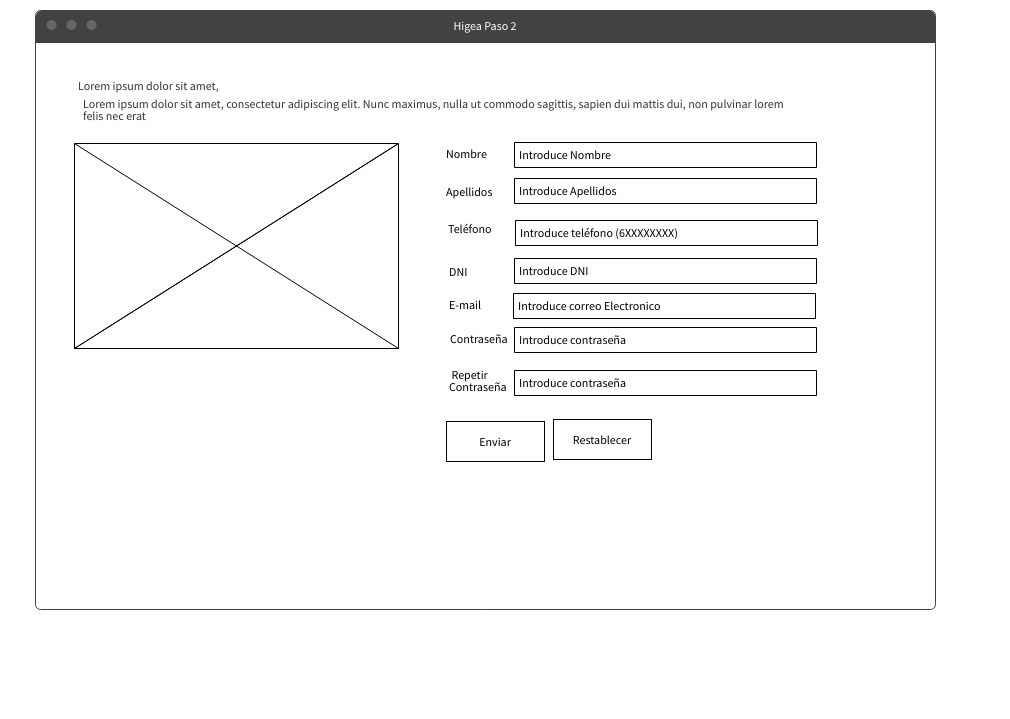 Higea Paso 2
Lorem ipsum dolor sit amet,
Lorem ipsum dolor sit amet, consectetur adipiscing elit. Nunc maximus, nulla ut commodo sagittis, sapien dui mattis dui, non pulvinar lorem
felis nec erat
Nombre
Introduce Nombre
Apellidos
Introduce Apellidos
Teléfono
Introduce teléfono (6XXXXXXXX)
DNI
Introduce DNI
E-mail
Introduce correo Electronico
Contraseña
Introduce contraseña
Repetir
Contraseña
Introduce contraseña
Enviar
Restablecer